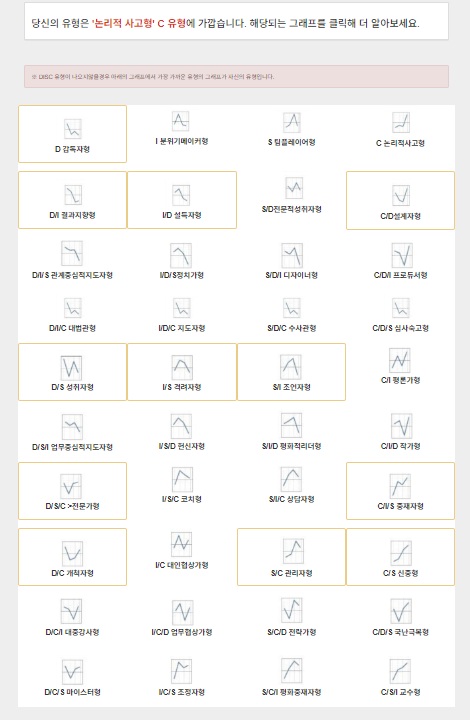 당신의 유형은 '논리적 사고형' C 유형에 가깝습니다. 해당되는 그래프를 클릭해 더 알아보세요.
※ DISC 유형이 나오지않을경우 아래의 그래프에서 가장 가까운 유형의 그래프가 자신의 유형입니다.
D 감독자형
I 분위기메이커형
S 팀플레이어형
C 논리적사고형
D/I 결과지향형
I/D 설득자형
S/D전문적성취자형
C/D설계자형
D/I/S 관계중심적지도자형
I/D/S정치가형
S/D/I 디자이너형
C/D/I 프로듀서형
D/I/C 대법관형
I/D/C 지도자형
S/D/C 수사관형
C/D/S 심사숙고형
D/S 성취자형
I/S 격려자형
S/I 조언자형
C/I 평론가형
D/S/I 업무중심적지도자형
I/S/D 헌신자형
S/I/D 평화적리더형
C/I/D 작가형
D/S/C >전문가형
I/S/C 코치형
S/I/C 상담자형
C/I/S 중재자형
D/C 개척자형
I/C 대인협상가형
S/C 관리자형
C/S 신중형
D/C/I 대중강사형
I/C/D 업무협상가형
S/C/D 전략가형
C/D/S 국난극복형
D/C/S 마이스터형
I/C/S 조정자형
S/C/I 평화중재자형
C/S/I 교수형